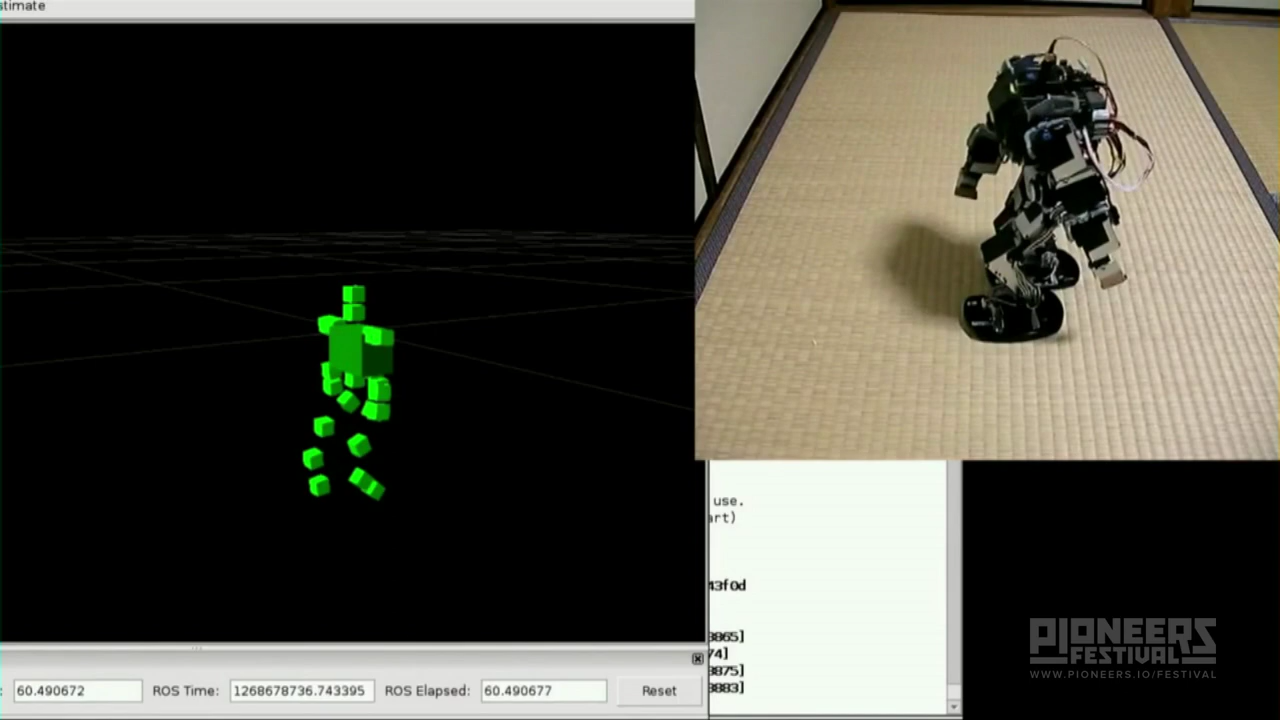 stimate
use.
art)
43f0d
3865]
74]
3875]
3883]
: 60.490672 ROS Time: 1268678736.743395 ROS Elapsed: 60.490677 Reset
PIONEERS
FESTIVAL
WWW.PIONEERS.IO/FESTIVAL